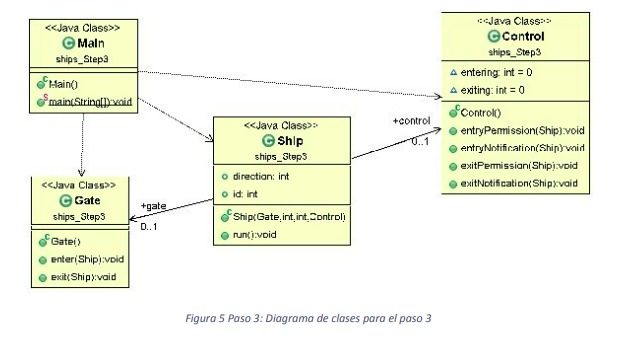 <<Java Class>>
Main
ships_Step3
Main()
main(String[]):void
<<Java Class>>
Control
ships_Step3
entering: int = 0
exiting: int = 0
Control()
entryPermission(Ship):void
entryNotification(Ship):void
exitPermission(Ship):void
exitNotification(Ship):void
+control
0..1
<<Java Class>>
Ship
ships_Step3
direction: int
id: int
Ship(Gate,int,int,Control)
run():void
<<Java Class>>
Gate
ships_Step3
Gate()
enter(Ship):void
exit(Ship):void
+gate
0..1
Figura 5 Paso 3: Diagrama de clases para el paso 3